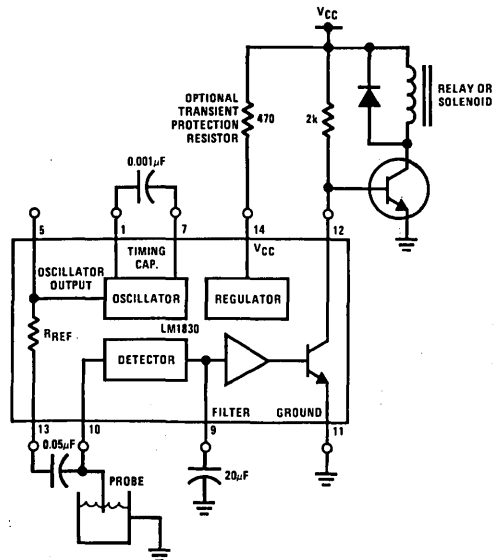 VCC
RELAY OR
SOLENOID
OPTIONAL
TRANSIENT
PROTECTION
RESISTOR
470
2k
0.001µF
5
1
7
14
12
TIMING
CAP.
VCC
OSCILLATOR
OUTPUT
OSCILLATOR
REGULATOR
LM1830
RREF
DETECTOR
FILTER
GROUND
13
10
9
11
0.05µF
PROBE
20µF